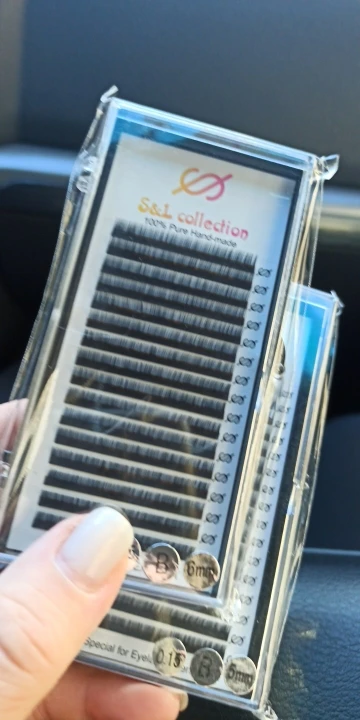 S&L collection
100% Pure Hand-made
B 6mm
Special for Eyel
0.15 B 6mm